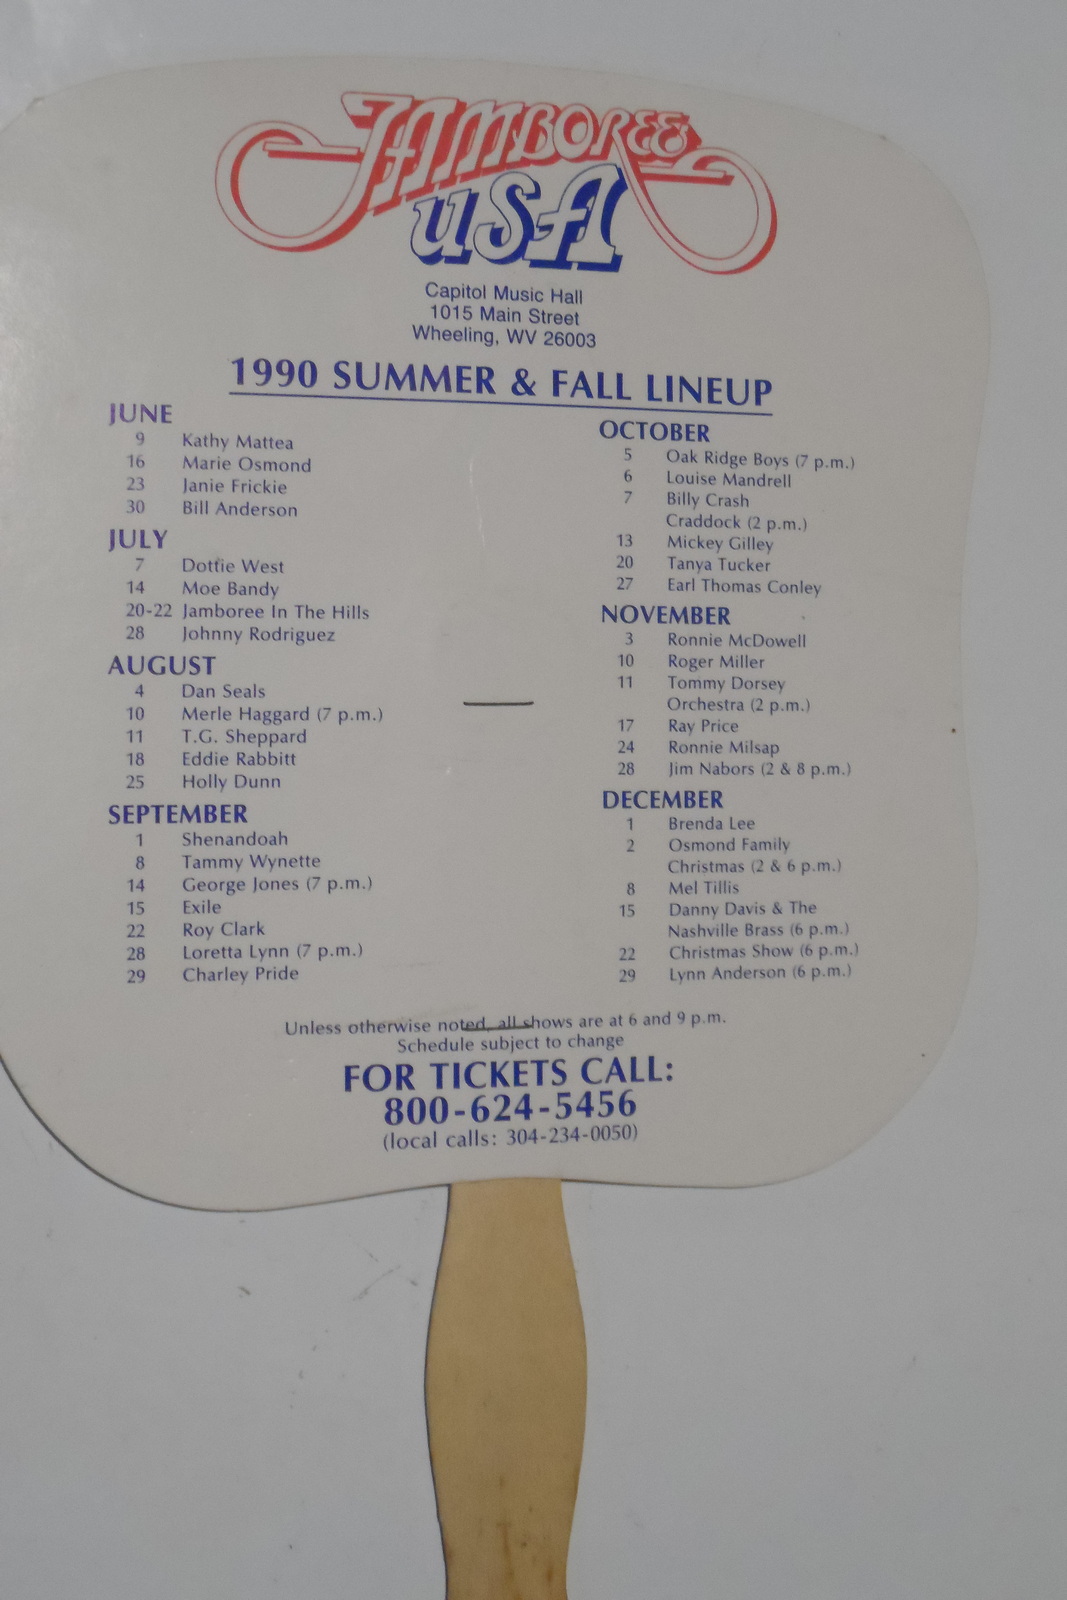 JAMBOREE
USA
Capitol Music Hall
1015 Main Street
Wheeling, WV 26003
1990 SUMMER & FALL LINEUP
JUNE
9 Kathy Mattea
16 Marie Osmond
23 Janie Frickie
30 Bill Anderson
JULY
7 Dottie West
14 Moe Bandy
20-22 Jamboree In The Hills
28 Johnny Rodriguez
AUGUST
4 Dan Seals
10 Merle Haggard (7 p.m.)
11 T.G. Sheppard
18 Eddie Rabbitt
25 Holly Dunn
SEPTEMBER
1 Shenandoah
8 Tammy Wynette
14 George Jones (7 p.m.)
15 Exile
22 Roy Clark
28 Loretta Lynn (7 p.m.)
29 Charley Pride
OCTOBER
5 Oak Ridge Boys (7 p.m.)
6 Louise Mandrell
7 Billy Crash
Craddock (2 p.m.)
13 Mickey Gilley
20 Tanya Tucker
27 Earl Thomas Conley
NOVEMBER
3 Ronnie McDowell
10 Roger Miller
11 Tommy Dorsey
Orchestra (2 p.m.)
17 Ray Price
24 Ronnie Milsap
28 Jim Nabors (2 & 8 p.m.)
DECEMBER
1 Brenda Lee
2 Osmond Family
Christmas (2 & 6 p.m.)
8 Mel Tillis
15 Danny Davis & The
Nashville Brass (6 p.m.)
22 Christmas Show (6 p.m.)
29 Lynn Anderson (6 p.m.)
Unless otherwise noted, all shows are at 6 and 9 p.m.
Schedule subject to change
FOR TICKETS CALL:
800-624-5456
(local calls: 304-234-0050)